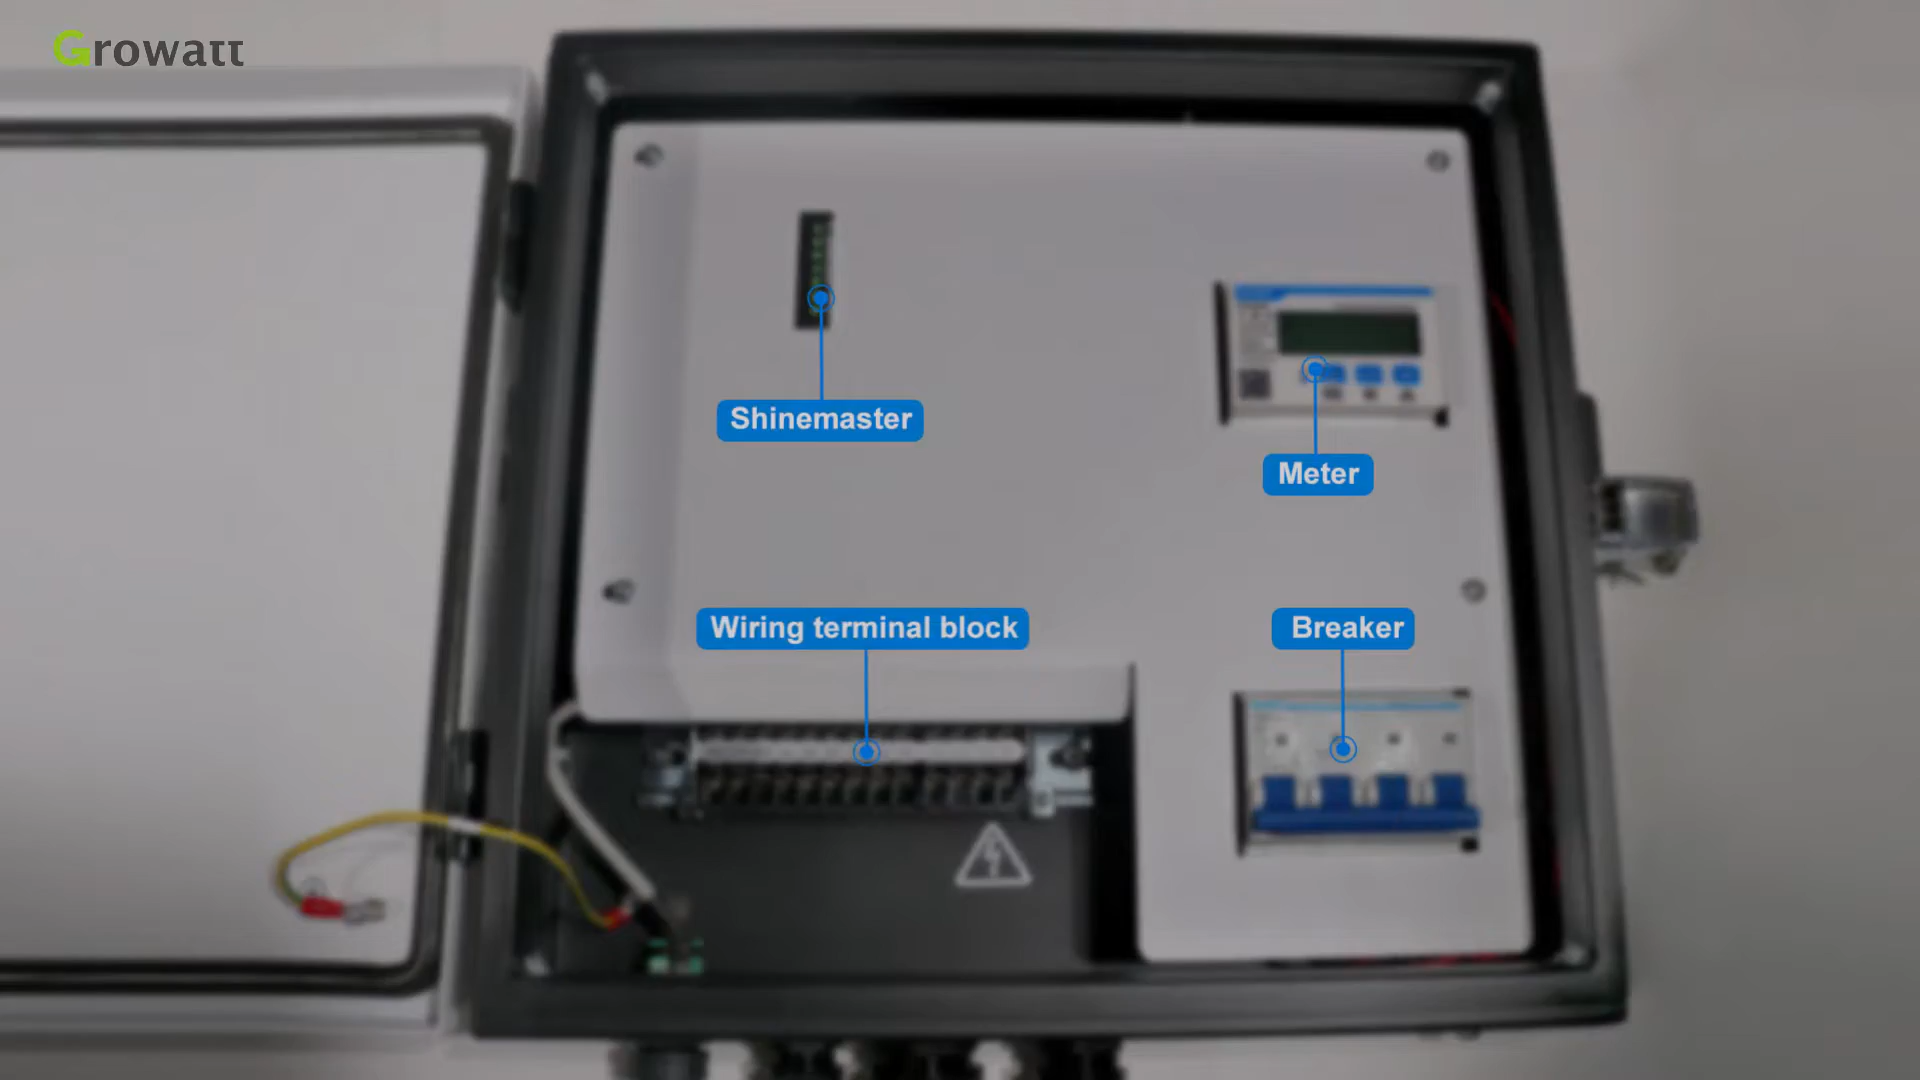 Growatt
Shinemaster
Meter
Wiring terminal block
Breaker